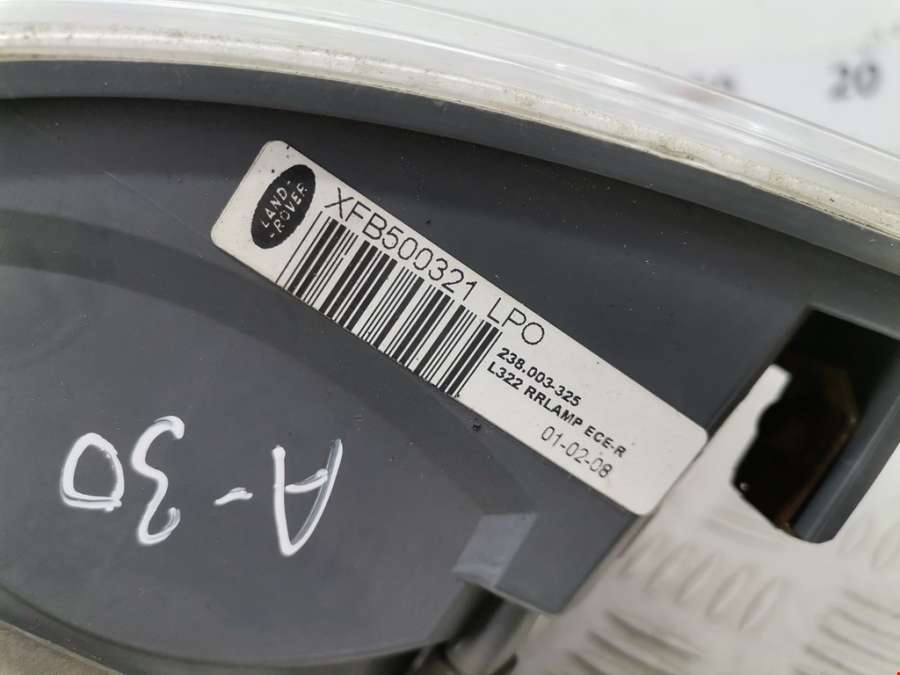 LAND-
-ROVER
XFB500321 LPO
238.003-325
L322 RRLAMP ECE-R
01-02-08
A-30
20